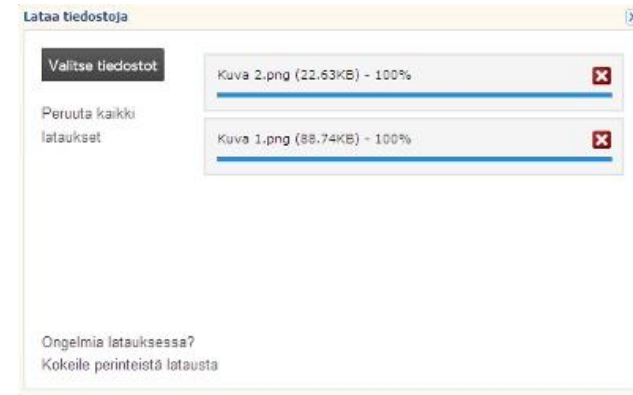 Lataa tiedostoja
Valitse tiedostot
Kuva 2.png (22.63KB) - 100%
Peruuta kaikki
lataukset
Kuva 1.png (88.74KB) - 100%
Ongelmia latauksessa?
Kokeile perinteistä latausta